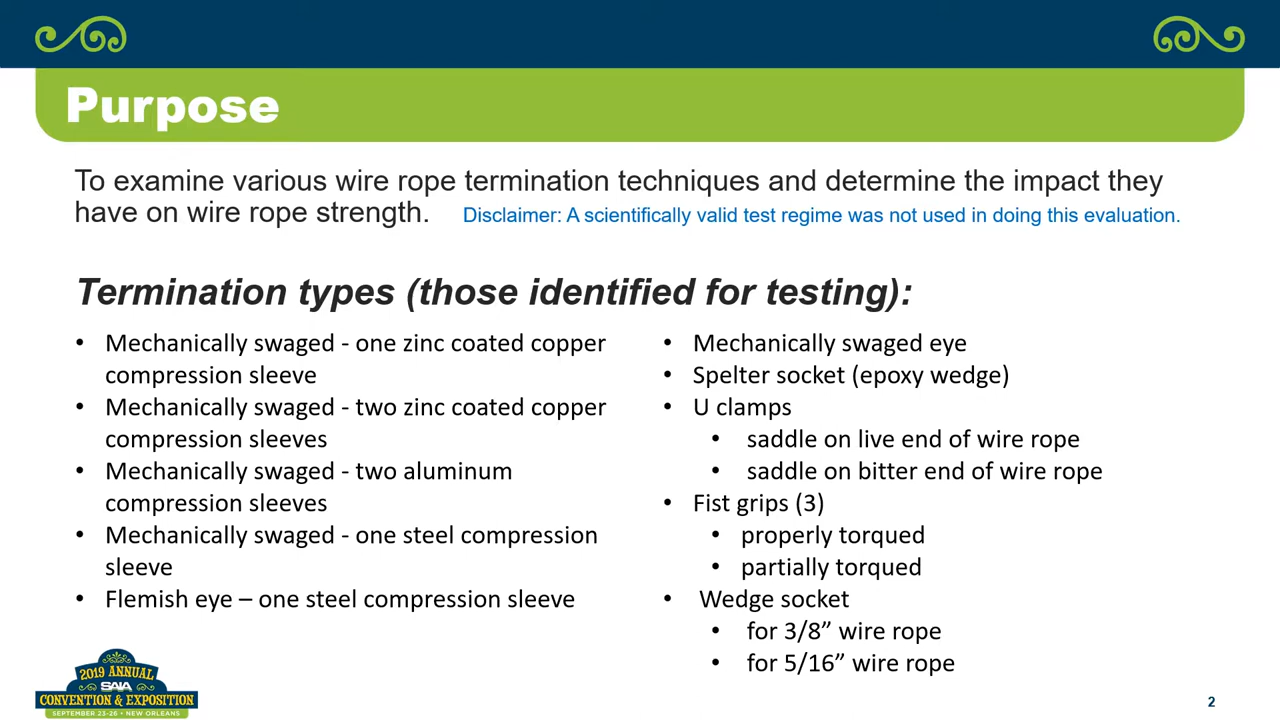 Purpose
To examine various wire rope termination techniques and determine the impact they
have on wire rope strength. Disclaimer: A scientifically valid test regime was not used in doing this evaluation.
Termination types (those identified for testing):
• Mechanically swaged - one zinc coated copper
compression sleeve
• Mechanically swaged - two zinc coated copper
compression sleeves
• Mechanically swaged - two aluminum
compression sleeves
• Mechanically swaged - one steel compression
sleeve
• Flemish eye – one steel compression sleeve
• Mechanically swaged eye
• Spelter socket (epoxy wedge)
• U clamps
• saddle on live end of wire rope
• saddle on bitter end of wire rope
• Fist grips (3)
• properly torqued
• partially torqued
• Wedge socket
• for 3/8” wire rope
• for 5/16” wire rope
2019 ANNUAL
SAIA
CONVENTION & EXPOSITION
SEPTEMBER 23-26 • NEW ORLEANS
2